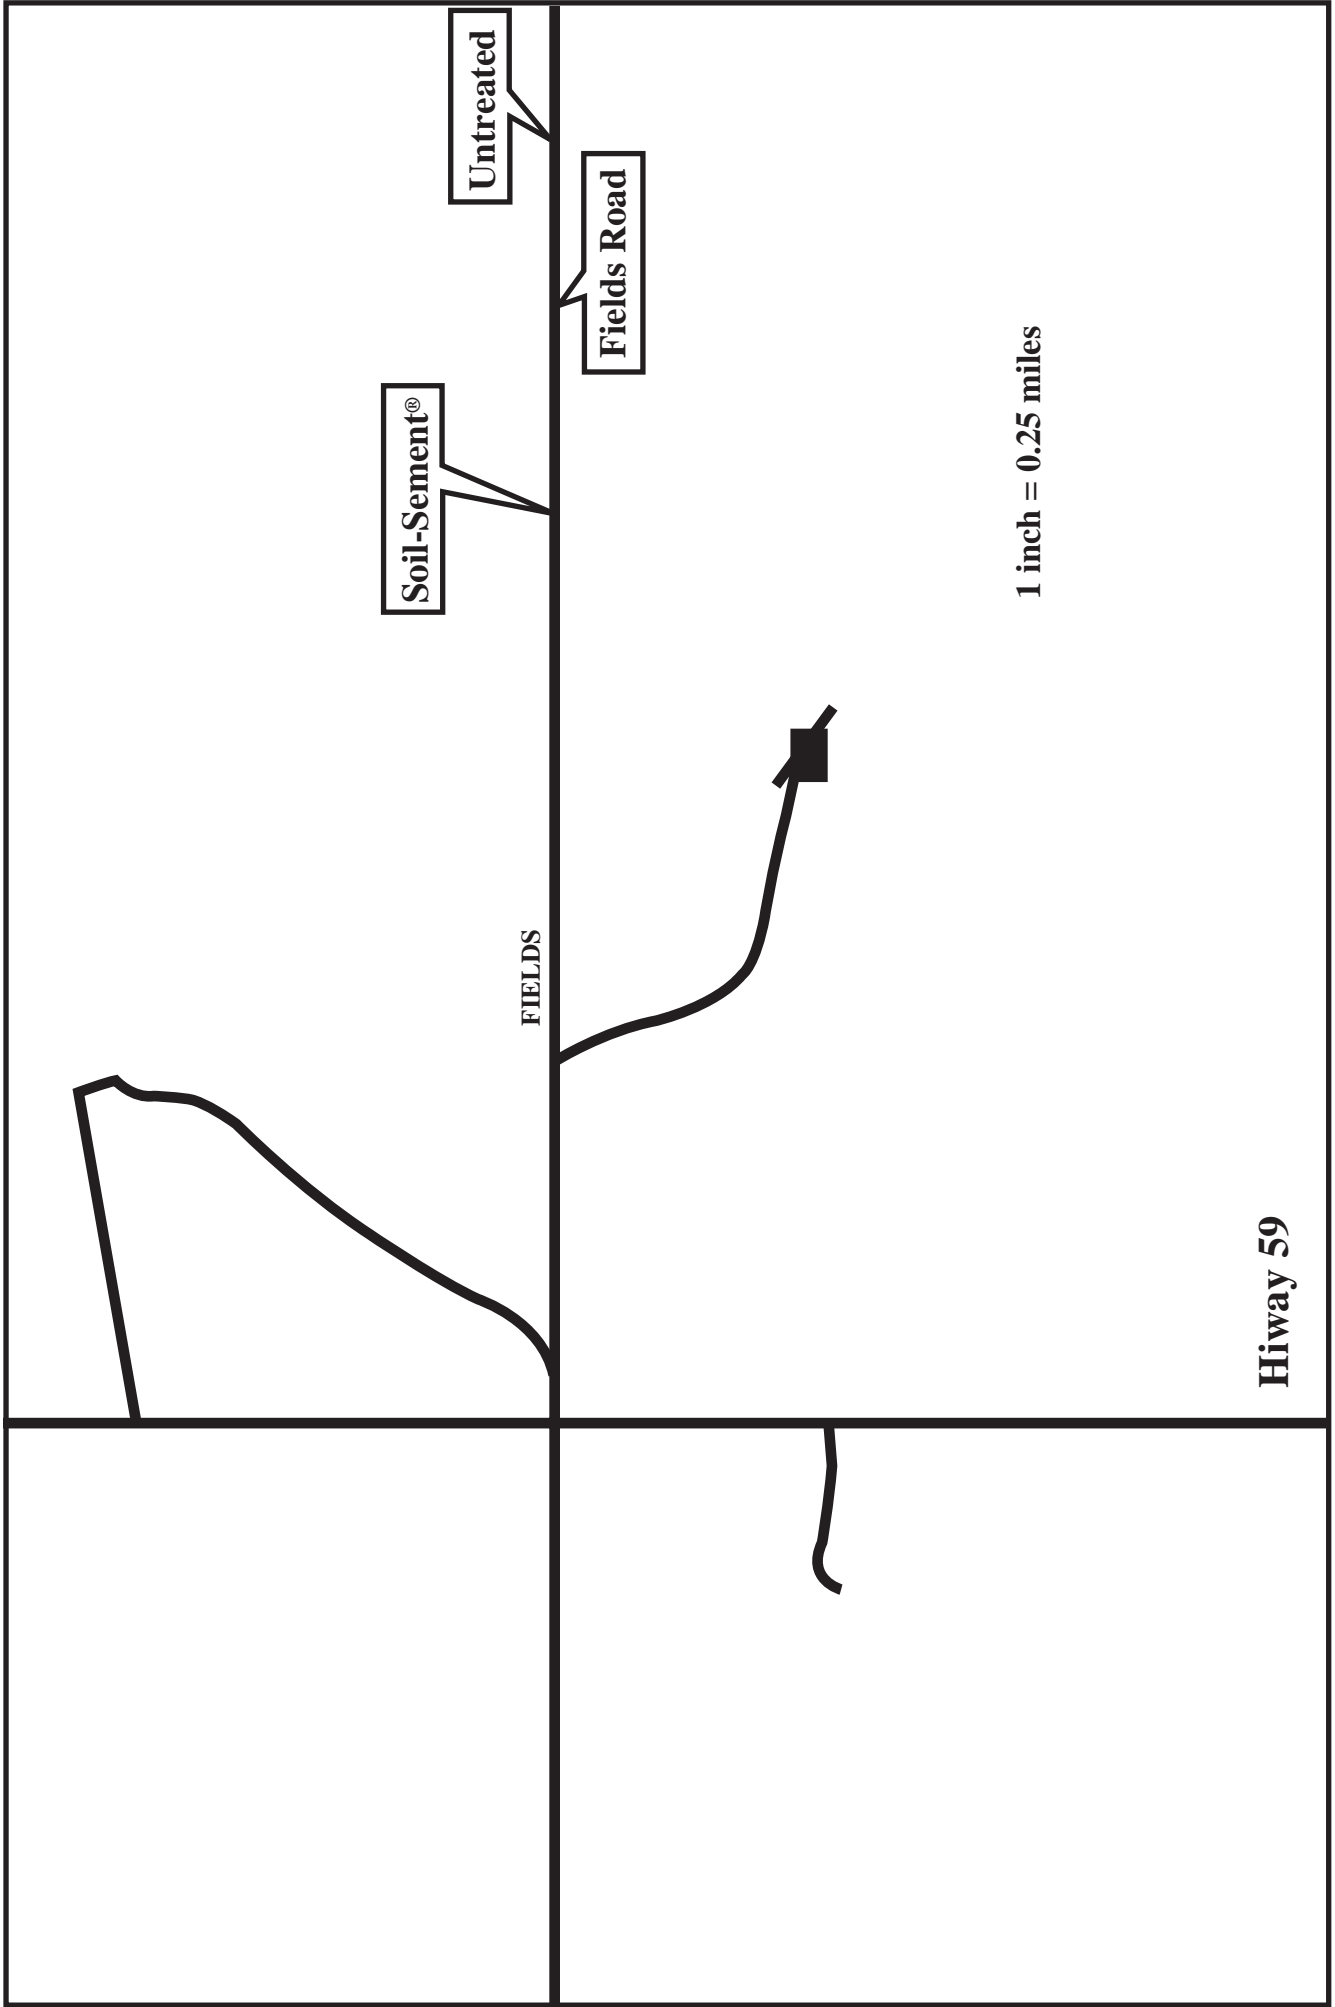 Untreated
Soil-Sement®
Fields Road
FIELDS
1 inch = 0.25 miles
Hiway 59